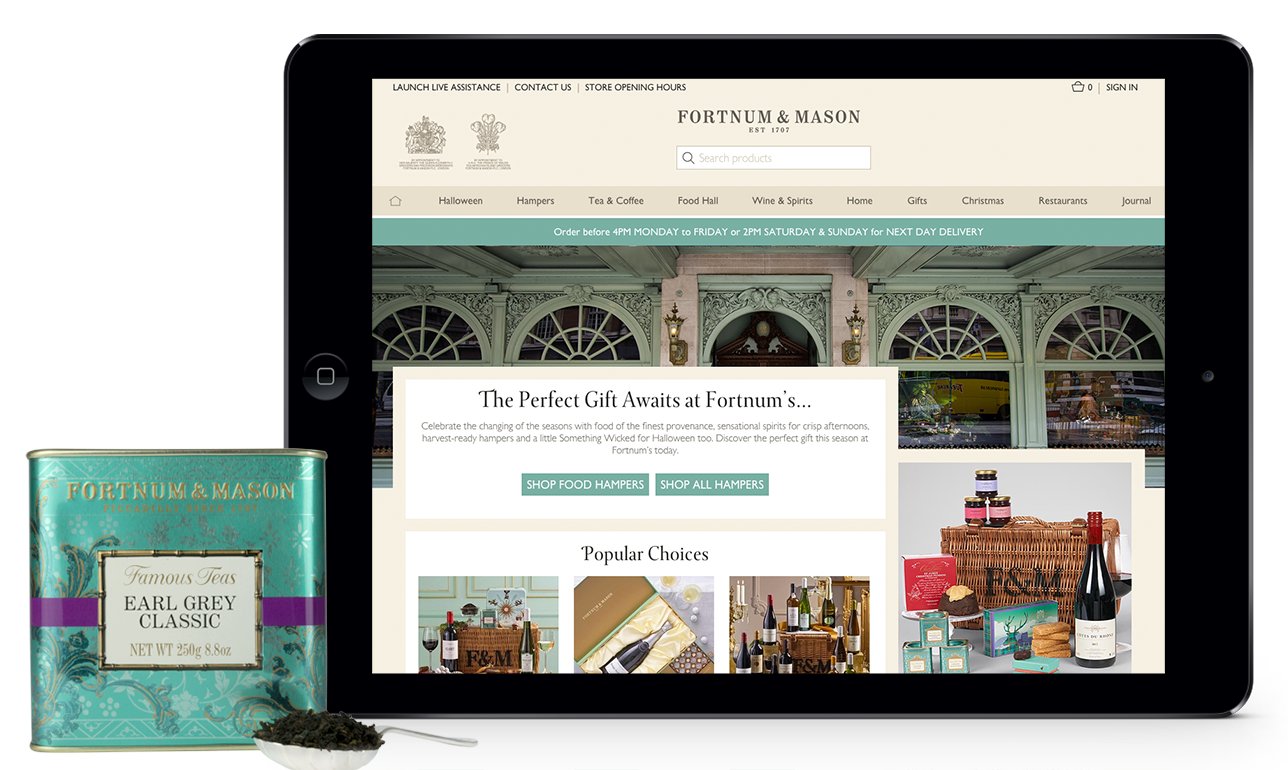 LAUNCH LIVE ASSISTANCE | CONTACT US | STORE OPENING HOURS
0 | SIGN IN
FORTNUM & MASON
EST 1707
Search products
Halloween Hampers Tea & Coffee Food Hall Wine & Spirits Home Gifts Christmas Restaurants Journal
Order before 4PM MONDAY to FRIDAY or 2PM SATURDAY & SUNDAY for NEXT DAY DELIVERY
The Perfect Gift Awaits at Fortnum's...
Celebrate the changing of the seasons with food of the finest provenance, sensational spirits for crisp afternoons,
harvest-ready hampers and a little Something Wicked for Halloween too. Discover the perfect gift this season at
Fortnum's today.
SHOP FOOD HAMPERS SHOP ALL HAMPERS
Popular Choices
F&M
F&M
F&M
CÔTES DU RHÔNE
FORTNUM & MASON
PICCADILLY SINCE 1707
Famous Teas
EARL GREY
CLASSIC
NET WT 250g 8.8oz